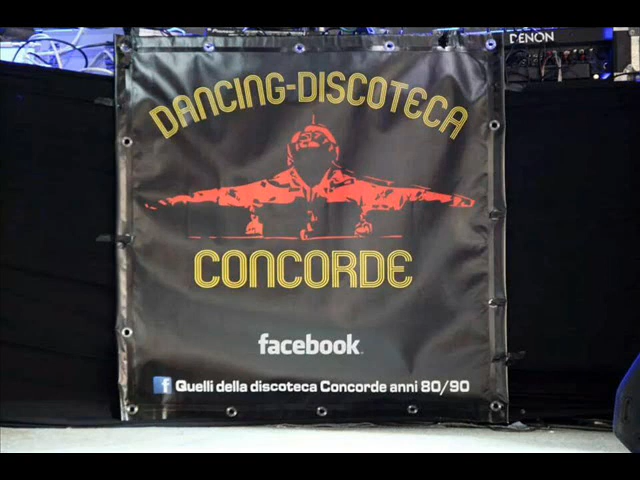 DENON
DANCING-DISCOTECA
CONCORDE
facebook
f Quelli della discoteca Concorde anni 80/90